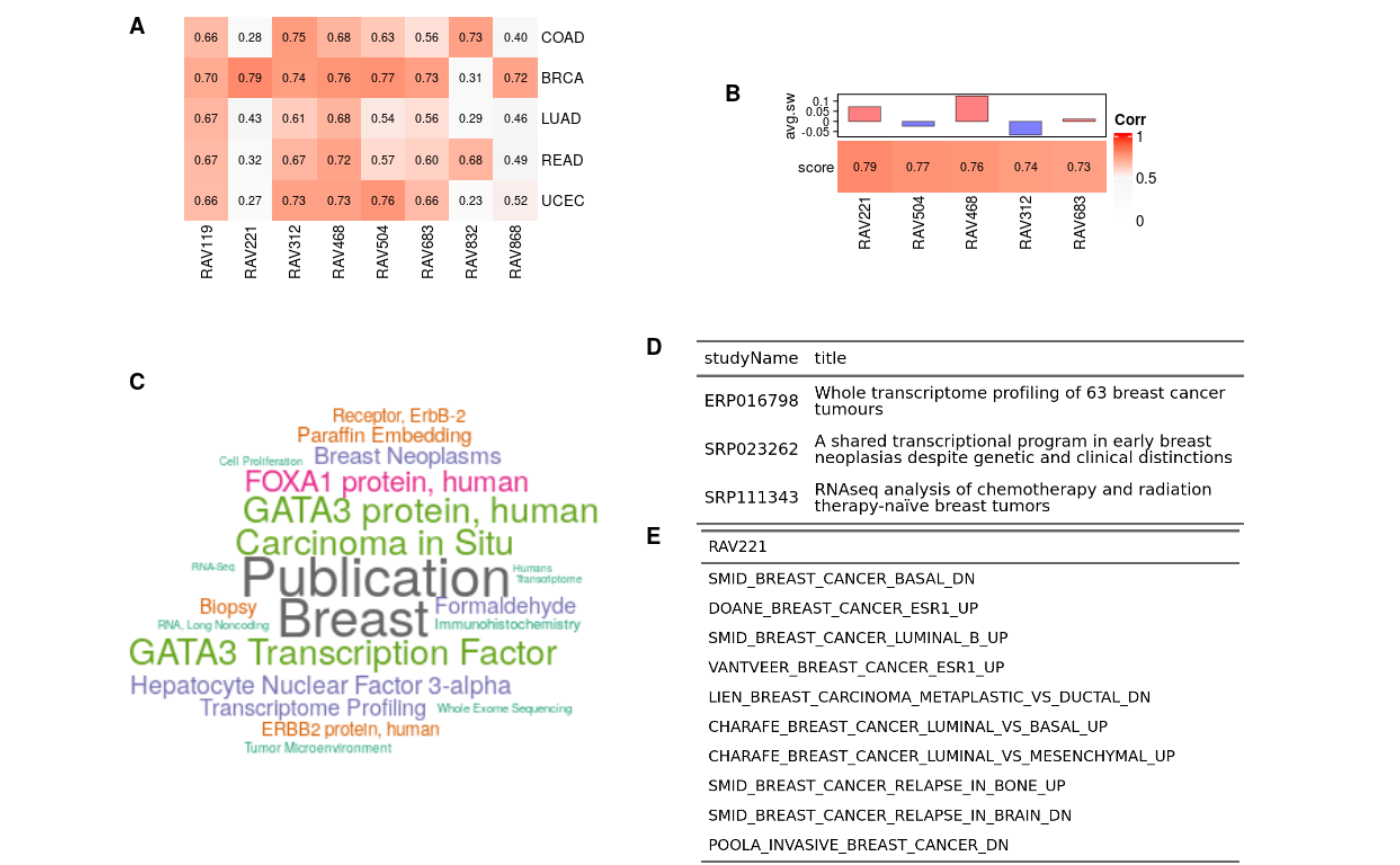 A
0.66 0.28 0.75 0.68 0.63 0.56 0.73 0.40 COAD
0.70 0.79 0.74 0.76 0.77 0.73 0.31 0.72 BRCA
0.67 0.43 0.61 0.68 0.54 0.56 0.29 0.46 LUAD
0.67 0.32 0.67 0.72 0.57 0.60 0.68 0.49 READ
0.66 0.27 0.73 0.73 0.76 0.66 0.23 0.52 UCEC
RAV119 RAV221 RAV312 RAV468 RAV504 RAV683 RAV832 RAV868
B
avg.sw
0.1
0.05
0
-0.05
score 0.79 0.77 0.76 0.74 0.73
RAV221 RAV504 RAV468 RAV312 RAV683
Corr
1
0.5
0
C
Receptor, ErbB-2
Paraffin Embedding
Cell Proliferation Breast Neoplasms
FOXA1 protein, human
GATA3 protein, human
Carcinoma in Situ
RNA-Seq Publication Humans
Transcriptome
Biopsy Breast Formaldehyde
RNA, Long Noncoding Immunohistochemistry
GATA3 Transcription Factor
Hepatocyte Nuclear Factor 3-alpha
Transcriptome Profiling Whole Exome Sequencing
ERBB2 protein, human
Tumor Microenvironment
D
studyName title
ERP016798 Whole transcriptome profiling of 63 breast cancer
tumours
SRP023262 A shared transcriptional program in early breast
neoplasias despite genetic and clinical distinctions
SRP111343 RNAseq analysis of chemotherapy and radiation
therapy-naïve breast tumors
E
RAV221
SMID_BREAST_CANCER_BASAL_DN
DOANE_BREAST_CANCER_ESR1_UP
SMID_BREAST_CANCER_LUMINAL_B_UP
VANTVEER_BREAST_CANCER_ESR1_UP
LIEN_BREAST_CARCINOMA_METAPLASTIC_VS_DUCTAL_DN
CHARAFE_BREAST_CANCER_LUMINAL_VS_BASAL_UP
CHARAFE_BREAST_CANCER_LUMINAL_VS_MESENCHYMAL_UP
SMID_BREAST_CANCER_RELAPSE_IN_BONE_UP
SMID_BREAST_CANCER_RELAPSE_IN_BRAIN_DN
POOLA_INVASIVE_BREAST_CANCER_DN